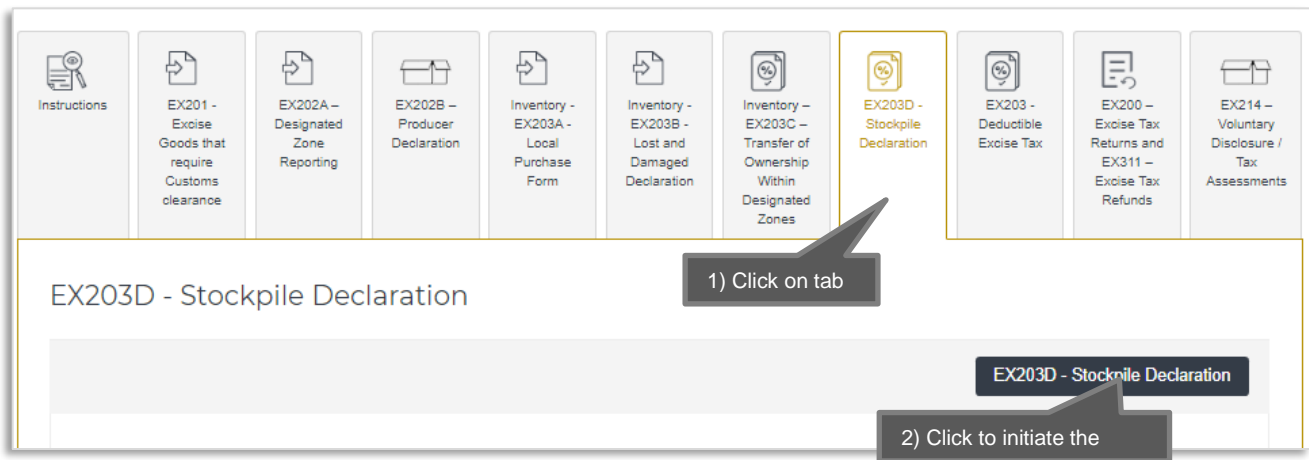 Instructions
EX201 -
Excise
Goods that
require
Customs
clearance
EX202A –
Designated
Zone
Reporting
EX202B –
Producer
Declaration
Inventory -
EX203A -
Local
Purchase
Form
Inventory -
EX203B -
Lost and
Damaged
Declaration
Inventory –
EX203C –
Transfer of
Ownership
Within
Designated
Zones
EX203D -
Stockpile
Declaration
EX203 -
Deductible
Excise Tax
EX200 –
Excise Tax
Returns and
EX311 –
Excise Tax
Refunds
EX214 –
Voluntary
Disclosure /
Tax
Assessments
1) Click on tab
EX203D - Stockpile Declaration
EX203D - Stockpile Declaration
2) Click to initiate the